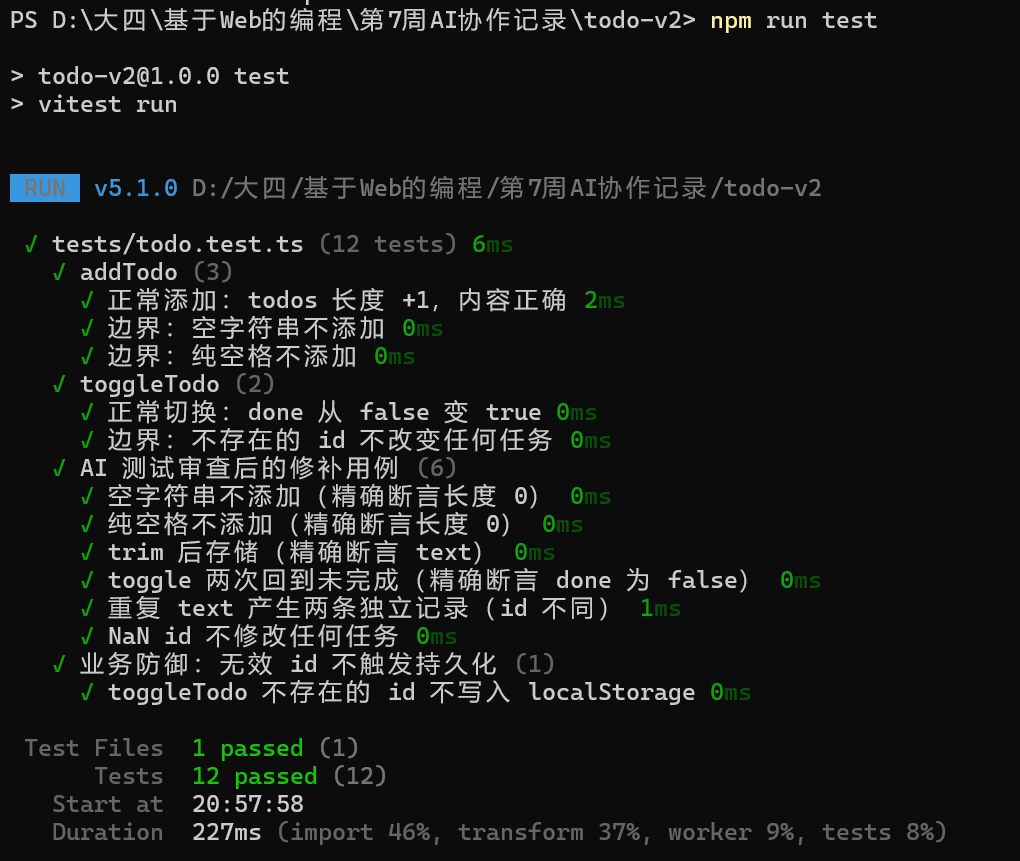 PS D:\大四\基于Web的编程\第7周AI协作记录\todo-v2> npm run test
> todo-v2@1.0.0 test
> vitest run
RUN v5.1.0 D:/大四/基于Web的编程/第7周AI协作记录/todo-v2
✓ tests/todo.test.ts (12 tests) 6ms
✓ addTodo (3)
✓ 正常添加: todos 长度 +1, 内容正确 2ms
✓ 边界: 空字符串不添加 0ms
✓ 边界: 纯空格不添加 0ms
✓ toggleTodo (2)
✓ 正常切换: done 从 false 变 true 0ms
✓ 边界: 不存在的 id 不改变任何任务 0ms
✓ AI 测试审查后的修补用例 (6)
✓ 空字符串不添加（精确断言长度 0） 0ms
✓ 纯空格不添加（精确断言长度 0） 0ms
✓ trim 后存储（精确断言 text） 0ms
✓ toggle 两次回到未完成（精确断言 done 为 false） 0ms
✓ 重复 text 产生两条独立记录（id 不同） 1ms
✓ NaN id 不修改任何任务 0ms
✓ 业务防御: 无效 id 不触发持久化 (1)
✓ toggleTodo 不存在的 id 不写入 localStorage 0ms
Test Files 1 passed (1)
Tests 12 passed (12)
Start at 20:57:58
Duration 227ms (import 46%, transform 37%, worker 9%, tests 8%)